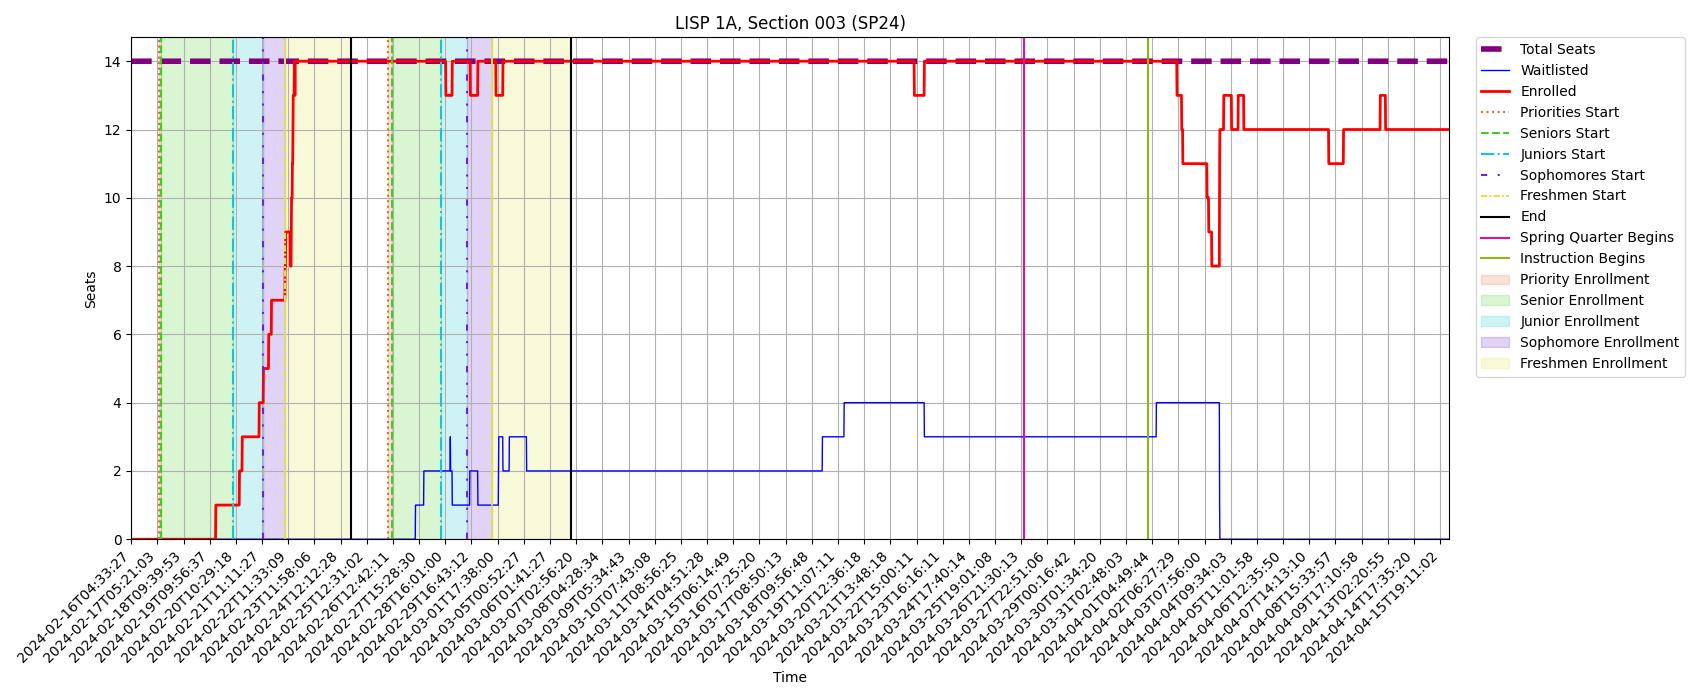 LISP 1A, Section 003 (SP24)
Seats
14
12
10
8
6
4
2
0
2024-02-16T04:33:27
2024-02-17T05:21:03
2024-02-18T09:39:53
2024-02-19T09:56:37
2024-02-20T10:29:18
2024-02-21T11:11:27
2024-02-22T11:33:09
2024-02-23T11:58:06
2024-02-24T12:12:28
2024-02-25T12:31:02
2024-02-26T12:42:11
2024-02-27T15:28:30
2024-02-28T16:01:00
2024-02-29T16:43:12
2024-03-01T17:38:00
2024-03-05T00:52:27
2024-03-06T01:41:27
2024-03-07T02:56:20
2024-03-08T04:28:34
2024-03-09T05:34:43
2024-03-10T07:43:08
2024-03-11T08:56:25
2024-03-14T04:51:28
2024-03-15T06:14:49
2024-03-16T07:25:20
2024-03-17T08:50:13
2024-03-18T09:56:48
2024-03-19T11:07:11
2024-03-20T12:36:18
2024-03-21T13:48:18
2024-03-22T15:00:11
2024-03-23T16:16:11
2024-03-24T17:40:14
2024-03-25T19:01:08
2024-03-26T21:30:13
2024-03-27T22:51:06
2024-03-29T00:16:42
2024-03-30T01:34:20
2024-03-31T02:48:03
2024-04-01T04:49:44
2024-04-02T06:27:29
2024-04-03T07:56:00
2024-04-04T09:34:03
2024-04-05T11:01:58
2024-04-06T12:35:50
2024-04-07T14:13:10
2024-04-08T15:33:57
2024-04-09T17:10:58
2024-04-13T02:20:55
2024-04-14T17:35:20
2024-04-15T19:11:02
Time
Total Seats
Waitlisted
Enrolled
Priorities Start
Seniors Start
Juniors Start
Sophomores Start
Freshmen Start
End
Spring Quarter Begins
Instruction Begins
Priority Enrollment
Senior Enrollment
Junior Enrollment
Sophomore Enrollment
Freshmen Enrollment